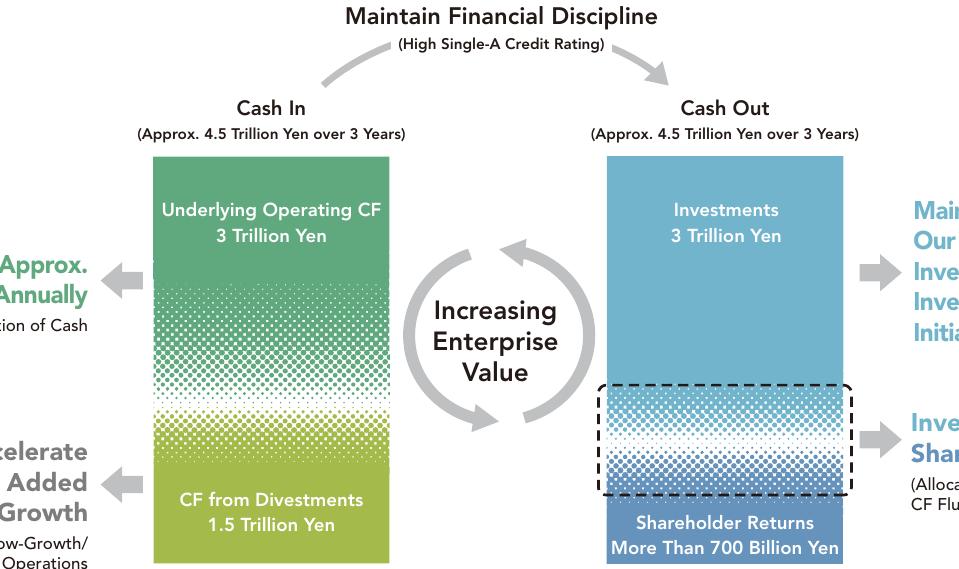 Maintain Financial Discipline
(High Single-A Credit Rating)
Cash In
(Approx. 4.5 Trillion Yen over 3 Years)
Cash Out
(Approx. 4.5 Trillion Yen over 3 Years)
Underlying Operating CF
3 Trillion Yen
Approx.
Annually
tion of Cash
celerate
Added
Growth
ow-Growth/
Operations
CF from Divestments
1.5 Trillion Yen
Increasing
Enterprise
Value
Investments
3 Trillion Yen
Shareholder Returns
More Than 700 Billion Yen
Main
Our
Inve
Inve
Initia
Inve
Shar
(Alloca
CF Flu